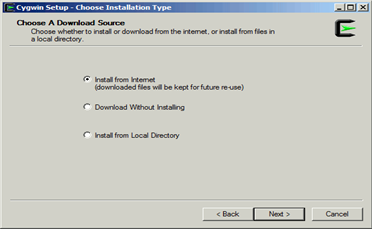 Cygwin Setup - Choose Installation Type
Choose A Download Source
Choose whether to install or download from the internet, or install from files in
a local directory.
Install from Internet
(downloaded files will be kept for future re-use)
Download Without Installing
Install from Local Directory
< Back
Next >
Cancel